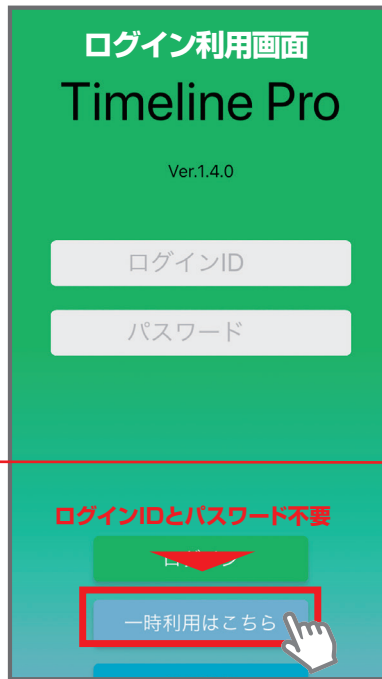 ログイン利用画面
Timeline Pro
Ver.1.4.0
ログインID
パスワード
ログインIDとパスワード不要
一時利用はこちら